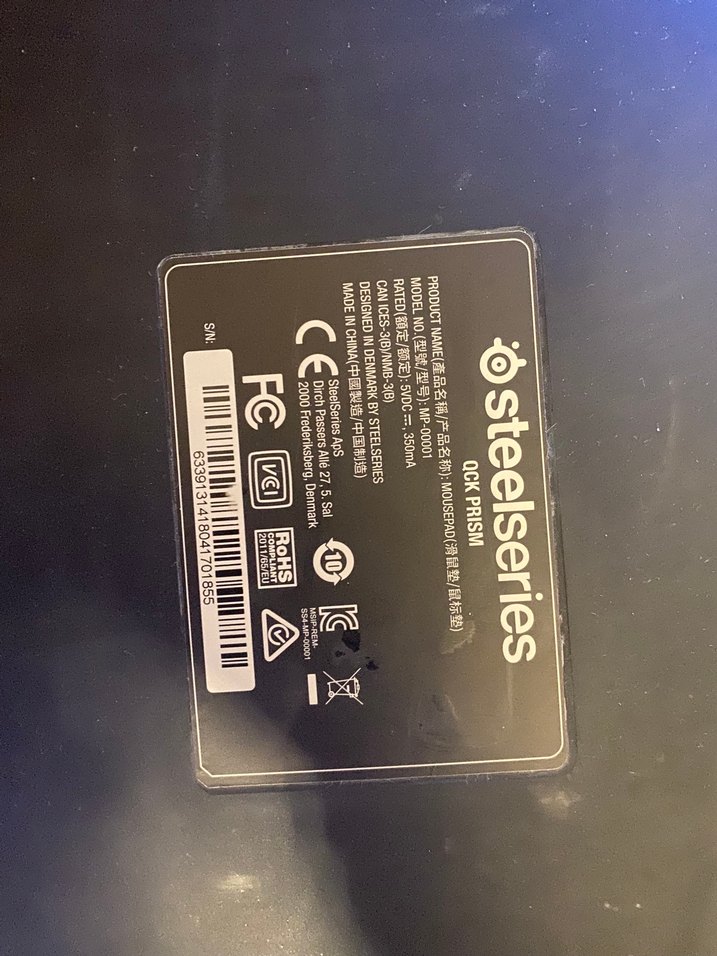 steelseries
QCK PRISM
PRODUCT NAME(產品名稱/产品名称): MOUSEPAD(滑鼠墊/鼠标墊)
MODEL NO.(型號/型号): MP-00001
RATED(額定/额定): 5VDC⎓, 350mA
CAN ICES-3(B)/NMB-3(B)
DESIGNED IN DENMARK BY STEELSERIES
MADE IN CHINA(中國製造/中国制造)
CE
SteelSeries ApS
Dirch Passers Allé 27, 5. Sal
2000 Frederiksberg, Denmark
10
MSIP-REM-
SS4-MP-00001
FC
VCI
RoHS
COMPLIANT
2011/65/EU
S/N:
6339131418041701855